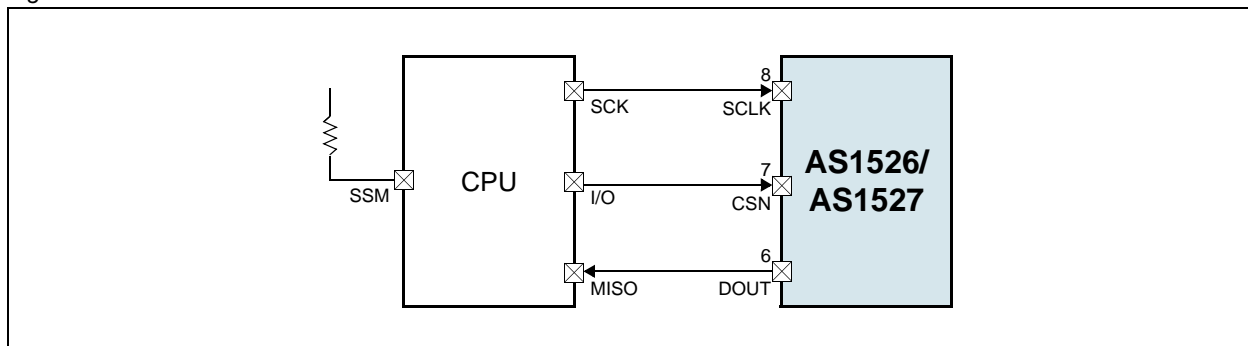 SSM
CPU
SCK
I/O
MISO
8
SCLK
7
CSN
6
DOUT
AS1526/
AS1527